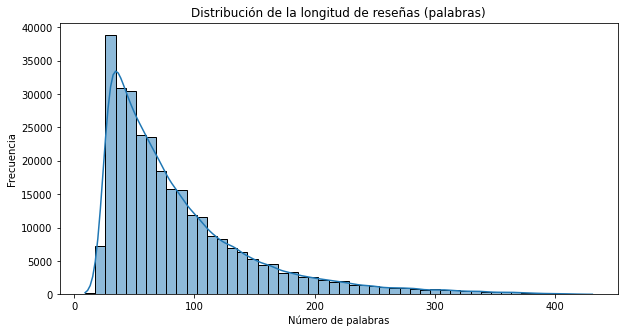 Distribución de la longitud de reseñas (palabras)
40000
35000
30000
25000
20000
15000
10000
5000
0
Frecuencia
0 100 200 300 400
Número de palabras